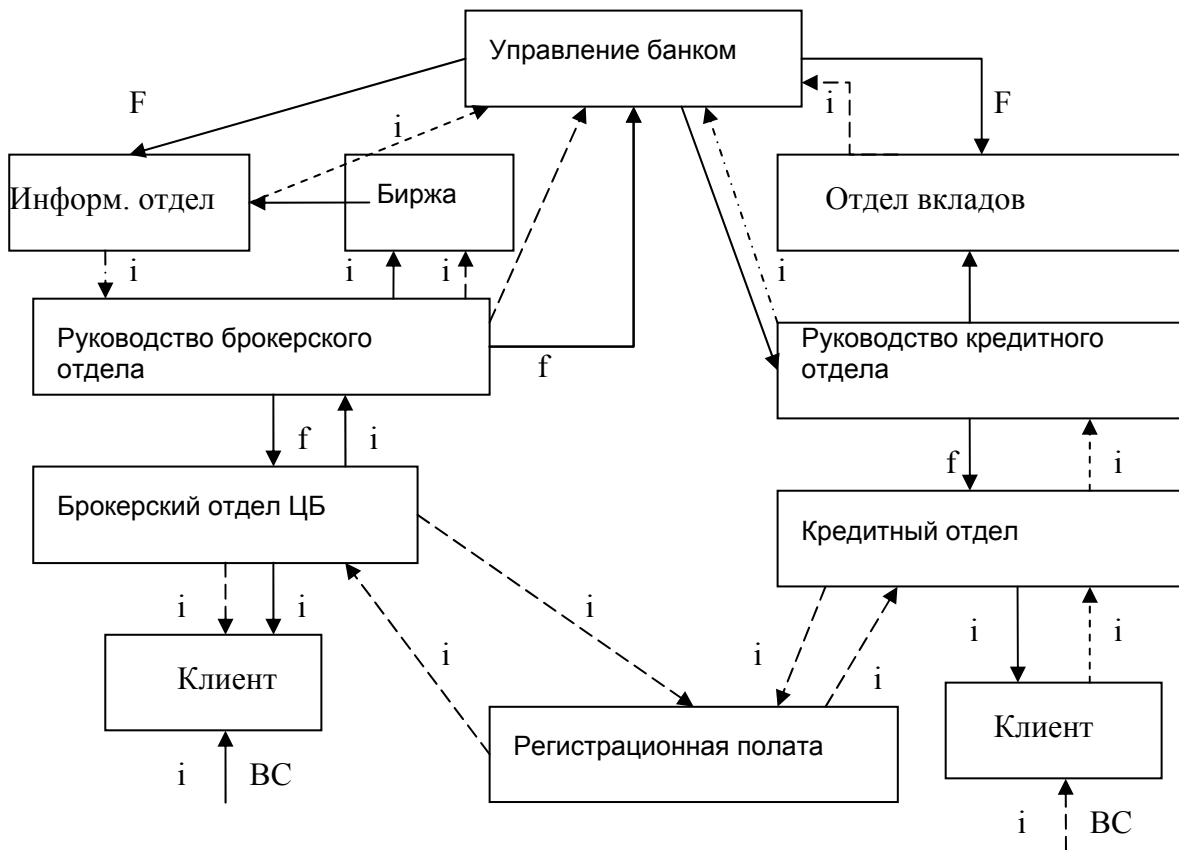 Управление банком
F
i
i
F
Информ. отдел
Биржа
Отдел вкладов
i
i
i
i
Руководство брокерского
отдела
f
Руководство кредитного
отдела
f
i
f
i
Брокерский отдел ЦБ
Кредитный отдел
i
i
i
i
i
i
i
i
Клиент
Регистрационная полата
Клиент
i
ВС
i
ВС